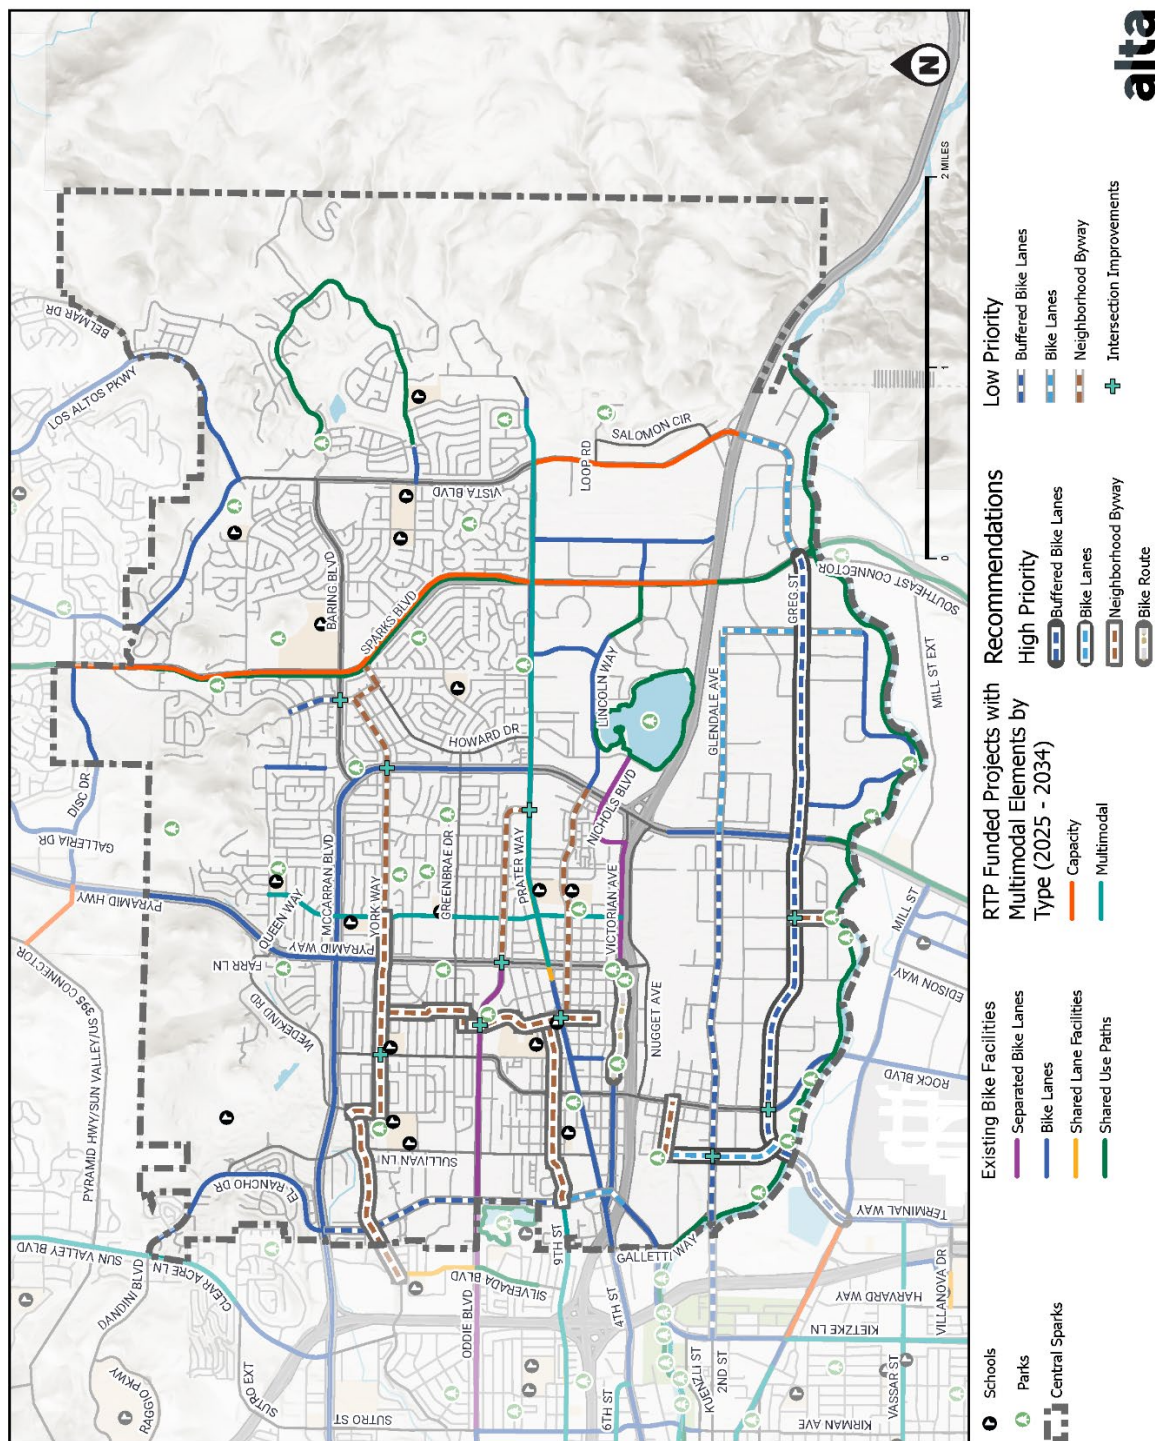 BELMAR DR
LOS ALTOS PKWY
DISC DR
GALLERIA DR
PYRAMID HWY
PYRAMID HWY/SUN VALLEY/US 395 CONNECTOR
SUN VALLEY BLVD
DANDINI BLVD
RAGGIO PKWY
CLEAR ACRE LN
SUTRO EXT
SUTRO ST
EL RANCHO DR
WEDEKIND RD
FARR LN
QUEEN WAY
PYRAMID WAY
MCCARRAN BLVD
YORK WAY
GREENBRAE DR
BARING BLVD
SPARKS BLVD
VISTA BLVD
HOWARD DR
PRATER WAY
SULLIVAN LN
ODDIE BLVD
SILVERADA BLVD
9TH ST
4TH ST
6TH ST
GALLETTI WAY
KUENZLI ST
2ND ST
VICTORIAN AVE
NICHOLS BLVD
LINCOLN WAY
NUGGET AVE
LOOP RD
SALOMON CIR
GLENDALE AVE
GREG ST
SOUTHEAST CONNECTOR
MILL ST EXT
MILL ST
EDISON WAY
ROCK BLVD
TERMINAL WAY
VILLANOVA DR
HARVARD WAY
KIETZKE LN
VASSAR ST
KIRMAN AVE
N
0
1
2 MILES
Schools
Parks
Central Sparks
Existing Bike Facilities
Separated Bike Lanes
Bike Lanes
Shared Lane Facilities
Shared Use Paths
RTP Funded Projects with
Multimodal Elements by
Type (2025 - 2034)
Capacity
Multimodal
Recommendations
High Priority
Buffered Bike Lanes
Bike Lanes
Neighborhood Byway
Bike Route
Low Priority
Buffered Bike Lanes
Bike Lanes
Neighborhood Byway
Intersection Improvements
alta